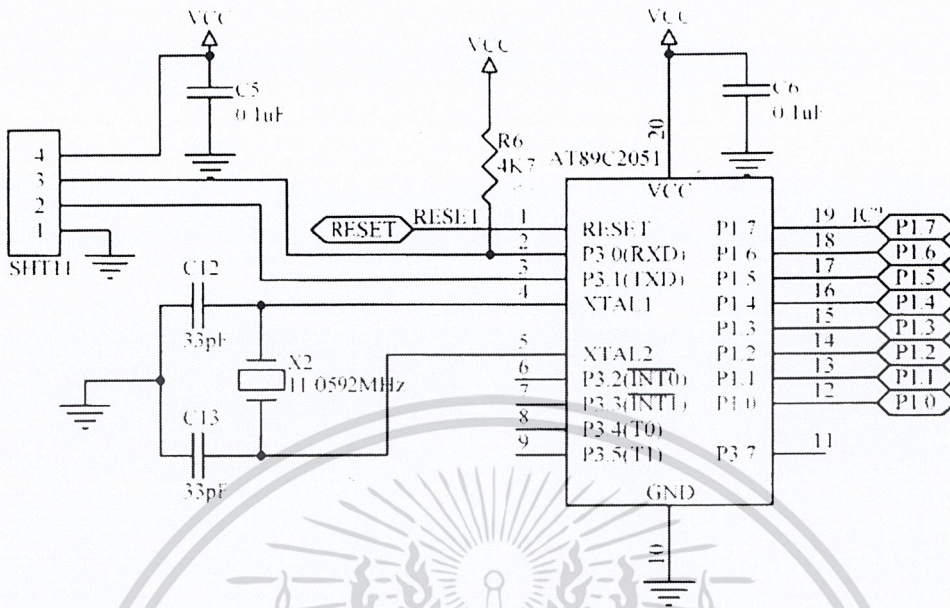 VCC
VCC
VCC
C5
0.1uF
C6
0.1uF
R6
4K7
20
AT89C2051
4
3
2
1
SHT11
RESET
RESET
1
2
3
4
5
6
7
8
9
VCC
RESET
P3.0(RXD)
P3.1(TXD)
XTAL1
XTAL2
P3.2(INT0)
P3.3(INT1)
P3.4(T0)
P3.5(T1)
GND
10
P1.7
P1.6
P1.5
P1.4
P1.3
P1.2
P1.1
P1.0
P3.7
19
18
17
16
15
14
13
12
11
P1.7
P1.6
P1.5
P1.4
P1.3
P1.2
P1.1
P1.0
C12
33pF
X2
11.0592MHz
C13
33pF